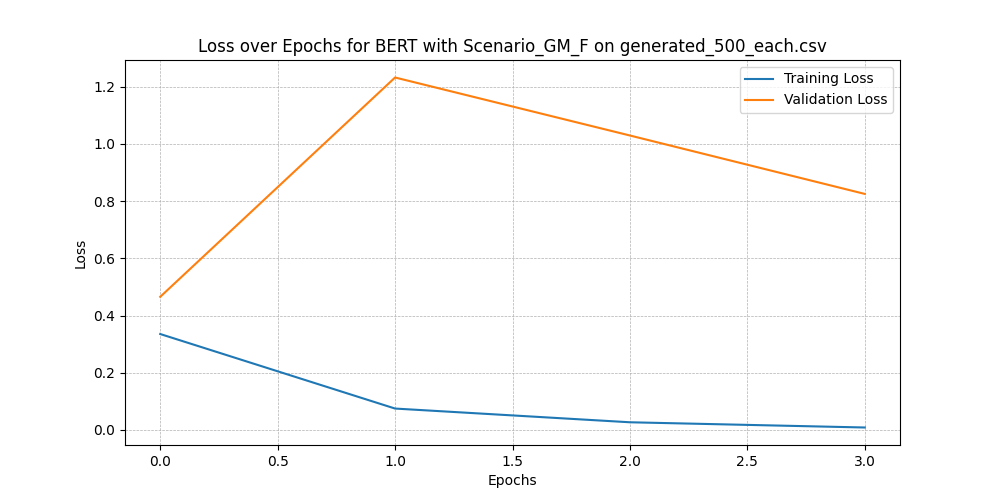 Loss over Epochs for BERT with Scenario_GM_F on generated_500_each.csv
Training Loss
Validation Loss
Loss
1.2
1.0
0.8
0.6
0.4
0.2
0.0
0.0 0.5 1.0 1.5 2.0 2.5 3.0
Epochs